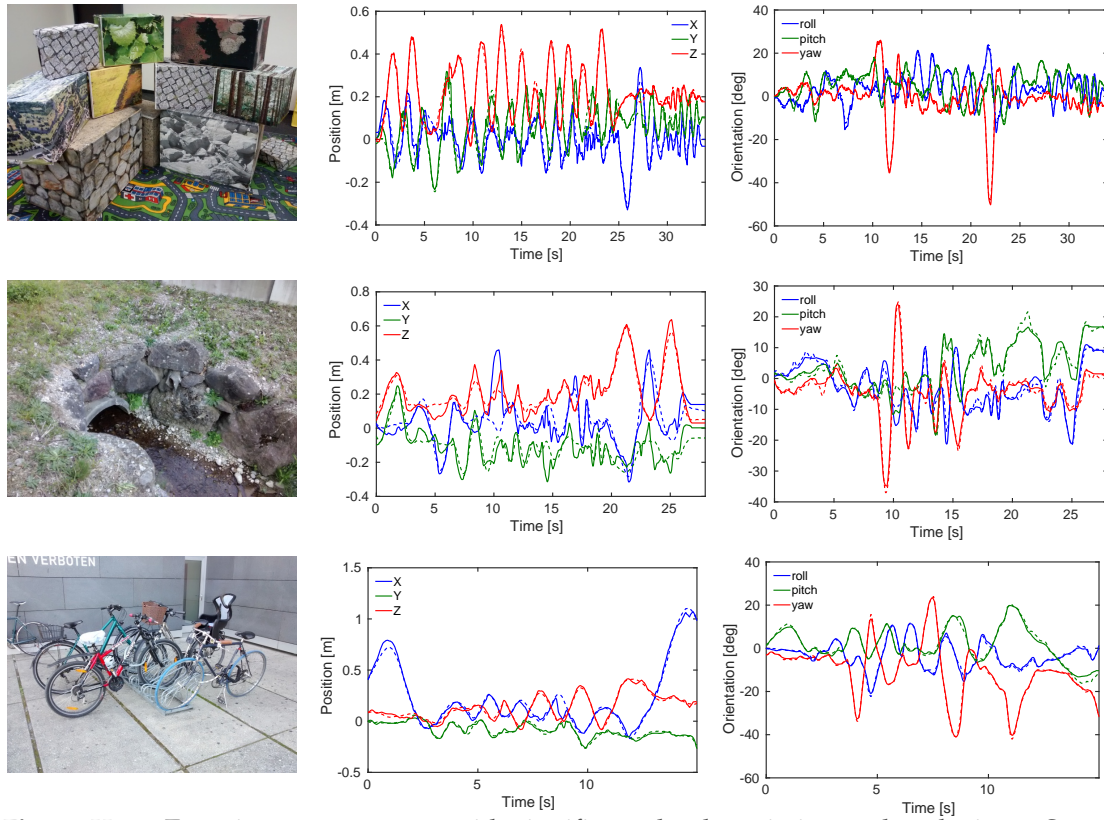 0.6
0.4
0.2
0
-0.2
-0.4
Position [m]
X
Y
Z
0 5 10 15 20 25 30
Time [s]
40
20
0
-20
-40
-60
Orientation [deg]
roll
pitch
yaw
0 5 10 15 20 25 30
Time [s]
0.8
0.6
0.4
0.2
0
-0.2
-0.4
Position [m]
X
Y
Z
0 5 10 15 20 25
Time [s]
30
20
10
0
-10
-20
-30
-40
Orientation [deg]
roll
pitch
yaw
0 5 10 15 20 25
Time [s]
EN VERBOTEN
1.5
1
0.5
0
-0.5
Position [m]
X
Y
Z
0 5 10
Time [s]
40
20
0
-20
-40
-60
Orientation [deg]
roll
pitch
yaw
0 5 10
Time [s]